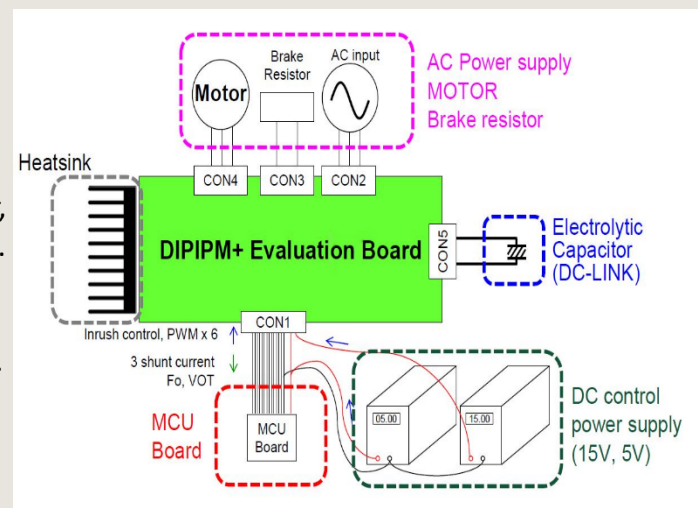 Brake
Resistor
AC input
Motor
AC Power supply
MOTOR
Brake resistor
Heatsink
CON4
CON3
CON2
DIPIPM+ Evaluation Board
CON5
Electrolytic
Capacitor
(DC-LINK)
CON1
Inrush control, PWM x 6
3 shunt current
Fo, VOT
MCU
Board
MCU
Board
05.00
15.00
DC control
power supply
(15V, 5V)